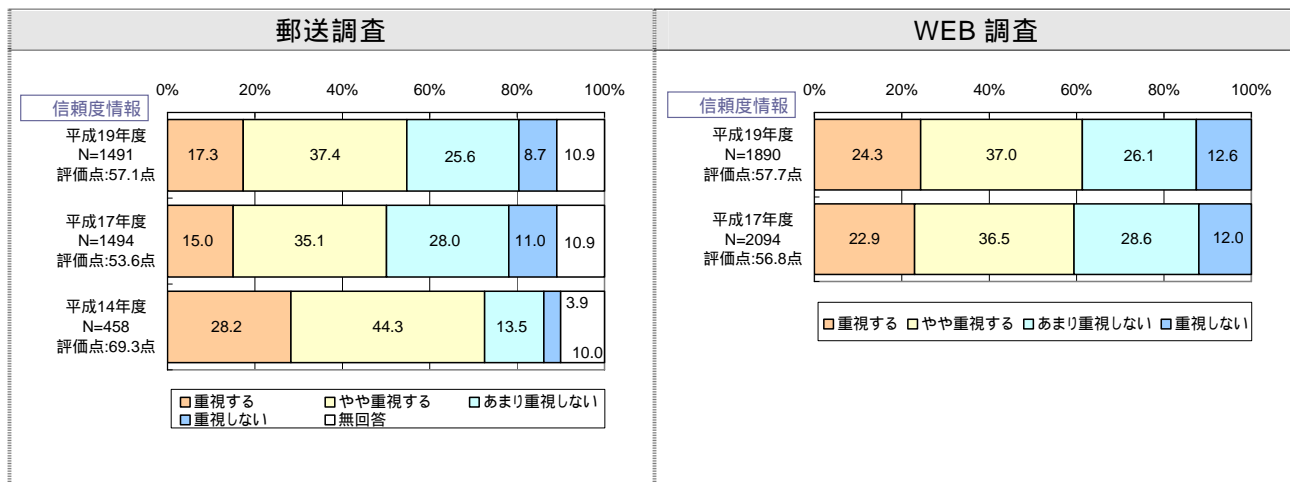 郵送調査
0% 20% 40% 60% 80% 100%
信頼度情報
平成19年度
N=1491
評価点:57.1点
17.3 37.4 25.6 8.7 10.9
平成17年度
N=1494
評価点:53.6点
15.0 35.1 28.0 11.0 10.9
平成14年度
N=458
評価点:69.3点
28.2 44.3 13.5 3.9 10.0
重視する やや重視する あまり重視しない
重視しない 無回答
WEB 調査
0% 20% 40% 60% 80% 100%
信頼度情報
平成19年度
N=1890
評価点:57.7点
24.3 37.0 26.1 12.6
平成17年度
N=2094
評価点:56.8点
22.9 36.5 28.6 12.0
重視する やや重視する あまり重視しない 重視しない